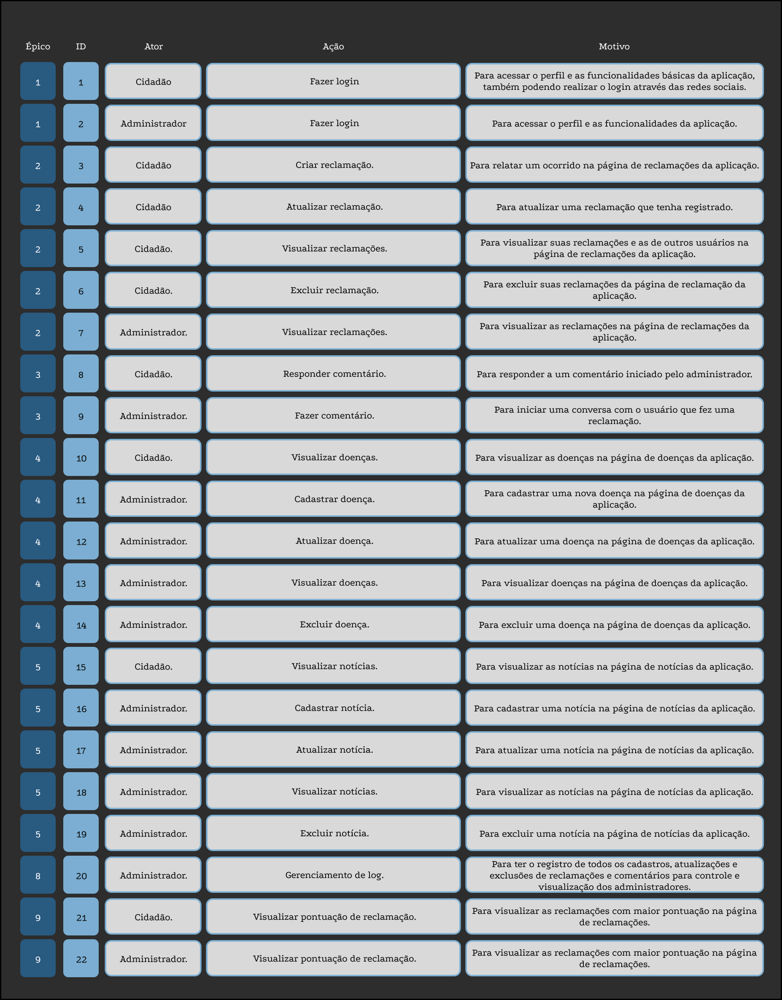 Épico ID Ator Ação Motivo
1 1 Cidadão Fazer login Para acessar o perfil e as funcionalidades básicas da aplicação,
também podendo realizar o login através das redes sociais.
1 2 Administrador Fazer login Para acessar o perfil e as funcionalidades da aplicação.
2 3 Cidadão Criar reclamação. Para relatar um ocorrido na página de reclamações da aplicação.
2 4 Cidadão Atualizar reclamação. Para atualizar uma reclamação que tenha registrado.
2 5 Cidadão. Visualizar reclamações. Para visualizar suas reclamações e as de outros usuários na
página de reclamações da aplicação.
2 6 Cidadão. Excluir reclamação. Para excluir suas reclamações da página de reclamação da
aplicação.
2 7 Administrador. Visualizar reclamações. Para visualizar as reclamações na página de reclamações da
aplicação.
3 8 Cidadão. Responder comentário. Para responder a um comentário iniciado pelo administrador.
3 9 Administrador. Fazer comentário. Para iniciar uma conversa com o usuário que fez uma
reclamação.
4 10 Cidadão. Visualizar doenças. Para visualizar as doenças na página de doenças da aplicação.
4 11 Administrador. Cadastrar doença. Para cadastrar uma nova doença na página de doenças da
aplicação.
4 12 Administrador. Atualizar doença. Para atualizar uma doença na página de doenças da aplicação.
4 13 Administrador. Visualizar doenças. Para visualizar doenças na página de doenças da aplicação.
4 14 Administrador. Excluir doença. Para excluir uma doença na página de doenças da aplicação.
5 15 Cidadão. Visualizar notícias. Para visualizar as notícias na página de notícias da aplicação.
5 16 Administrador. Cadastrar notícia. Para cadastrar uma notícia na página de notícias da aplicação.
5 17 Administrador. Atualizar notícia. Para atualizar uma notícia na página de notícias da aplicação.
5 18 Administrador. Visualizar notícias. Para visualizar as notícias na página de notícias da aplicação.
5 19 Administrador. Excluir notícia. Para excluir uma notícia na página de notícias da aplicação.
8 20 Administrador. Gerenciamento de log. Para ter o registro de todos os cadastros, atualizações e
exclusões de reclamações e comentários para controle e
visualização dos administradores.
9 21 Cidadão. Visualizar pontuação de reclamação. Para visualizar as reclamações com maior pontuação na página
de reclamações.
9 22 Administrador. Visualizar pontuação de reclamação. Para visualizar as reclamações com maior pontuação na página
de reclamações.